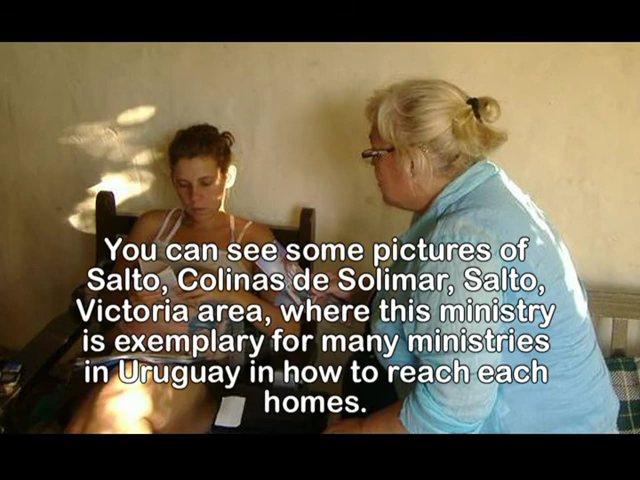 You can see some pictures of
Salto, Colinas de Solimar, Salto,
Victoria area, where this ministry
is exemplary for many ministries
in Uruguay in how to reach each
homes.